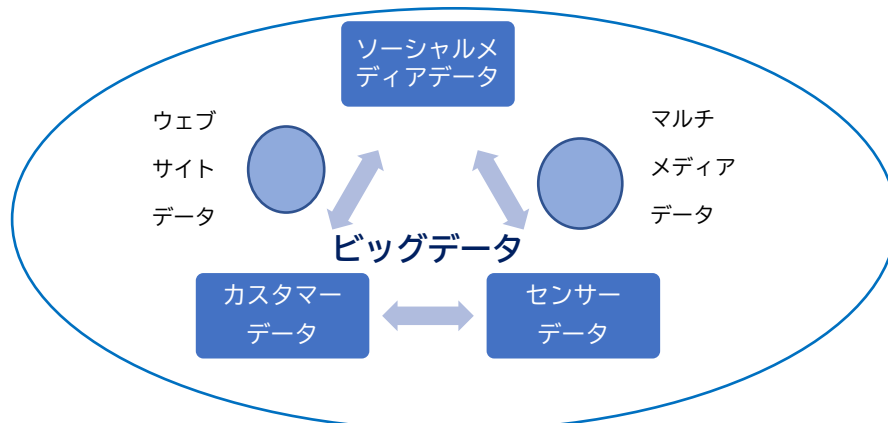 ソーシャルメ
ディアデータ
ウェブ
サイト
データ
マルチ
メディア
データ
ビッグデータ
カスタマー
データ
センサー
データ